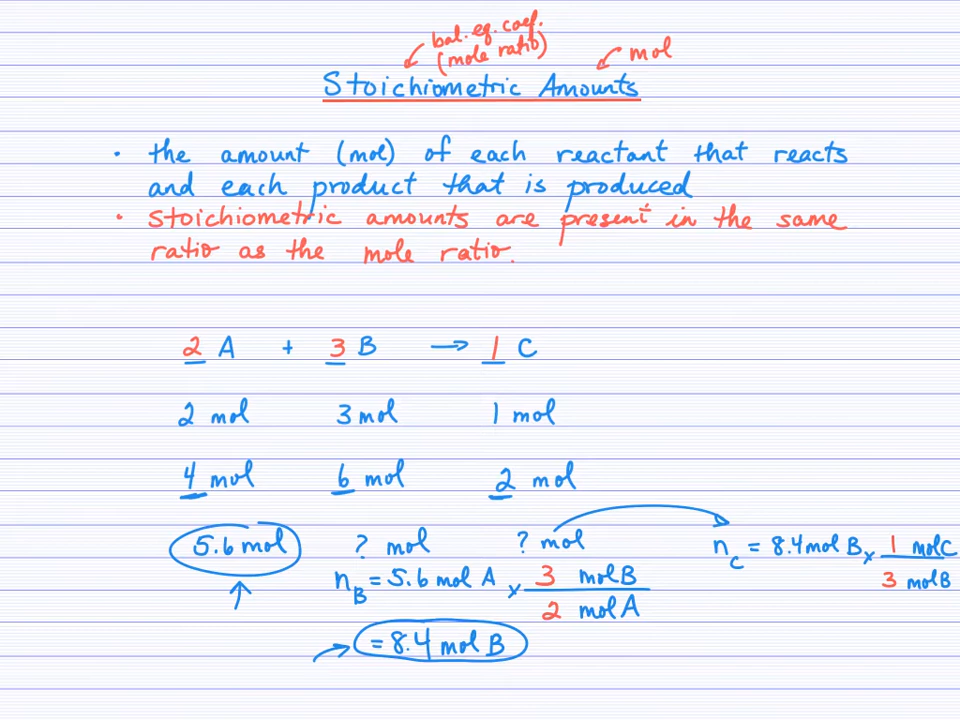 bal. eq. coef.
(mole ratio)
mol
Stoichiometric Amounts
• the amount (mol) of each reactant that reacts
and each product that is produced
• Stoichiometric amounts are present in the same
ratio as the mole ratio.
2 A + 3 B → 1 C
2 mol 3 mol 1 mol
4 mol 6 mol 2 mol
5.6 mol ? mol ? mol
n_C = 8.4 mol B × 1 mol C / 3 mol B
n_B = 5.6 mol A × 3 mol B / 2 mol A
= 8.4 mol B